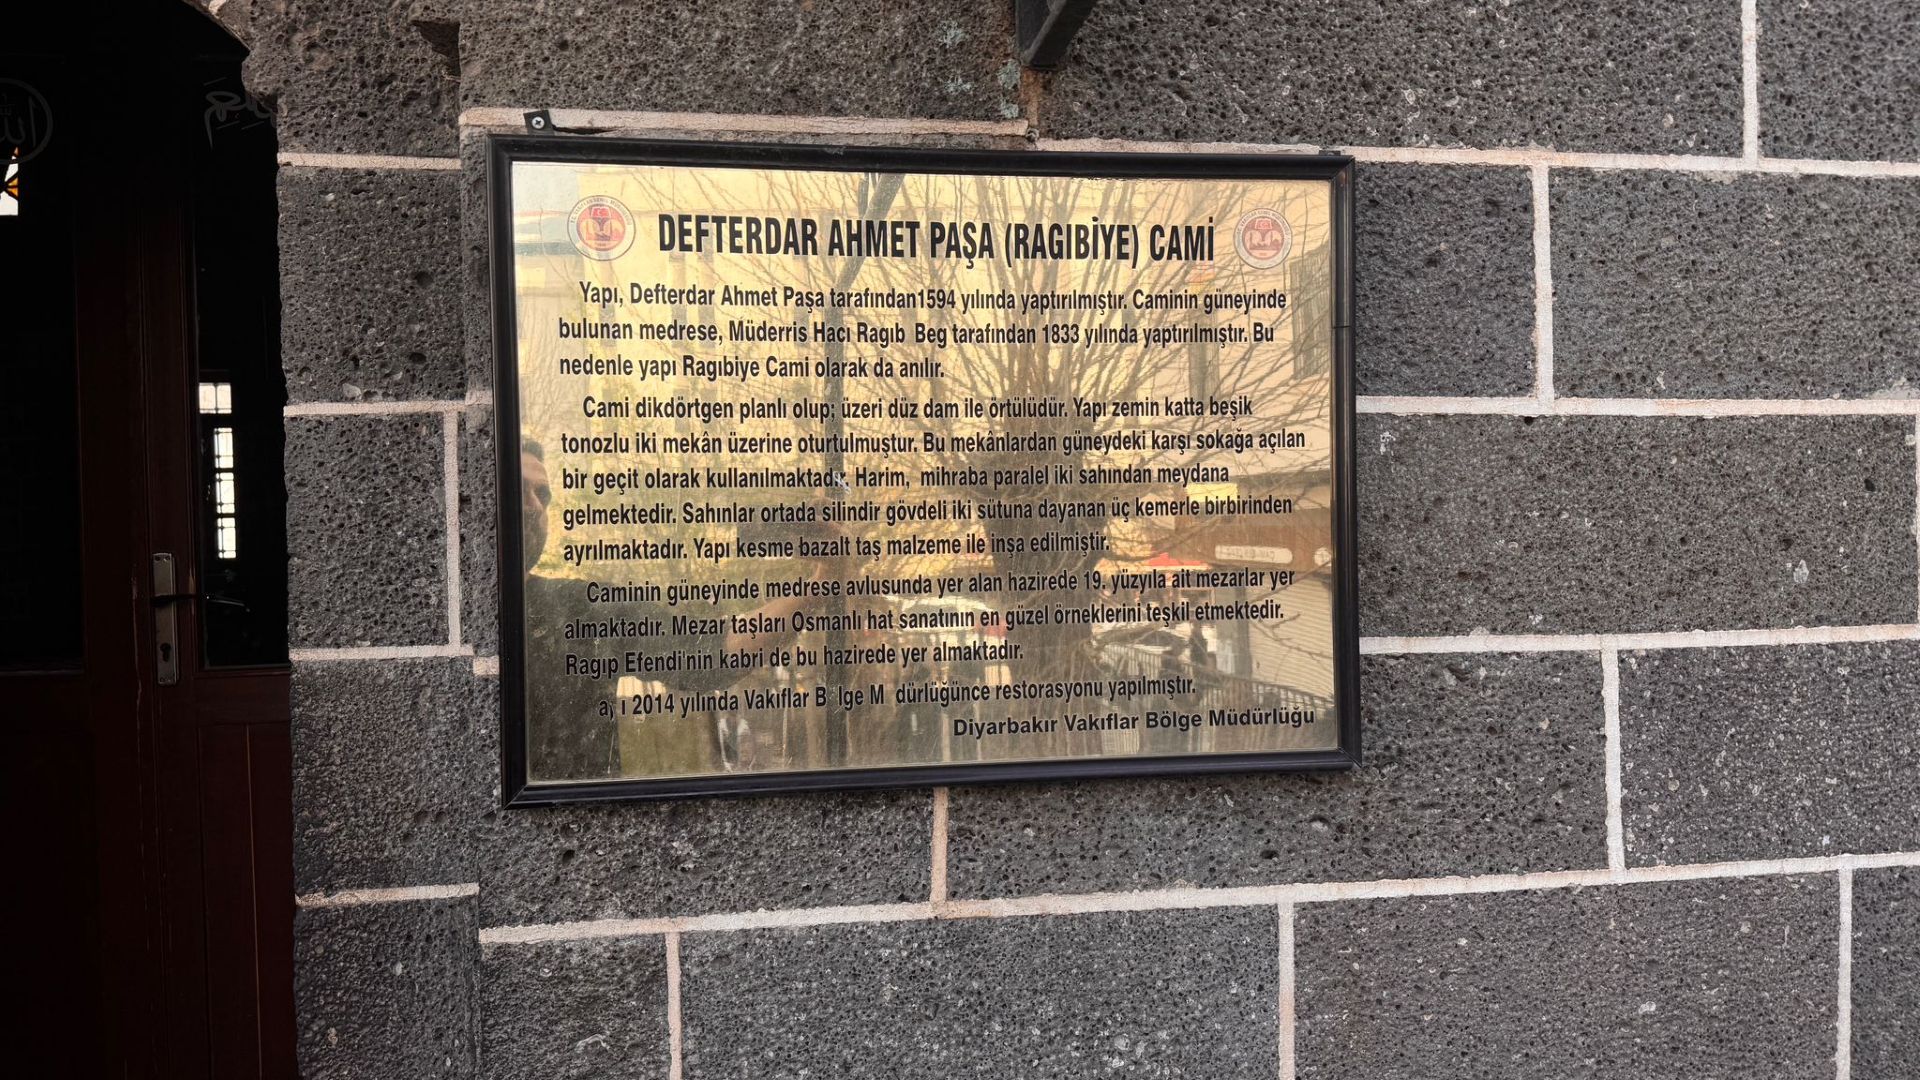 DEFTERDAR AHMET PAŞA (RAGIBİYE) CAMİ
Yapı, Defterdar Ahmet Paşa tarafından1594 yılında yaptırılmıştır. Caminin güneyinde
bulunan medrese, Müderris Hacı Ragıb Beg tarafından 1833 yılında yaptırılmıştır. Bu
nedenle yapı Ragıbiye Cami olarak da anılır.
Cami dikdörtgen planlı olup; üzeri düz dam ile örtülüdür. Yapı zemin katta beşik
tonozlu iki mekân üzerine oturtulmuştur. Bu mekânlardan güneydeki karşı sokağa açılan
bir geçit olarak kullanılmaktadır. Harim, mihraba paralel iki sahından meydana
gelmektedir. Sahınlar ortada silindir gövdeli iki sütuna dayanan üç kemerle birbirinden
ayrılmaktadır. Yapı kesme bazalt taş malzeme ile inşa edilmiştir.
Caminin güneyinde medrese avlusunda yer alan hazirede 19. yüzyıla ait mezarlar yer
almaktadır. Mezar taşları Osmanlı hat sanatının en güzel örneklerini teşkil etmektedir.
Ragıp Efendi'nin kabri de bu hazirede yer almaktadır.
2014 yılında Vakıflar B lge M dürlüğünce restorasyonu yapılmıştır.
Diyarbakır Vakıflar Bölge Müdürlüğu